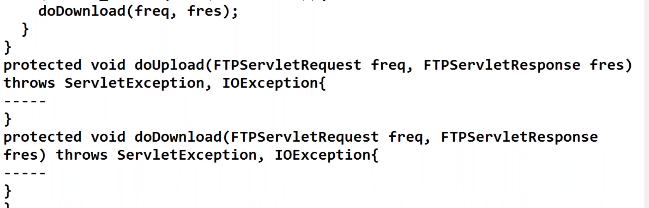 doDownload(freq, fres);
}
}
protected void doUpload(FTPServletRequest freq, FTPServletResponse fres)
throws ServletException, IOException{
-----
}
protected void doDownload(FTPServletRequest freq, FTPServletResponse
fres) throws ServletException, IOException{
-----
}